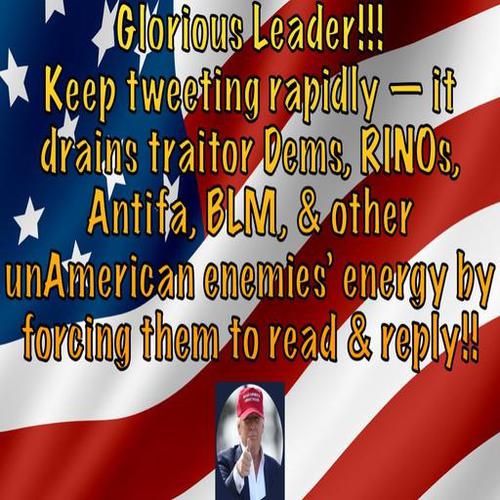 Glorious Leader!!!
Keep tweeting rapidly — it
drains traitor Dems, RINOs,
Antifa, BLM, & other
unAmerican enemies' energy by
forcing them to read & reply!!